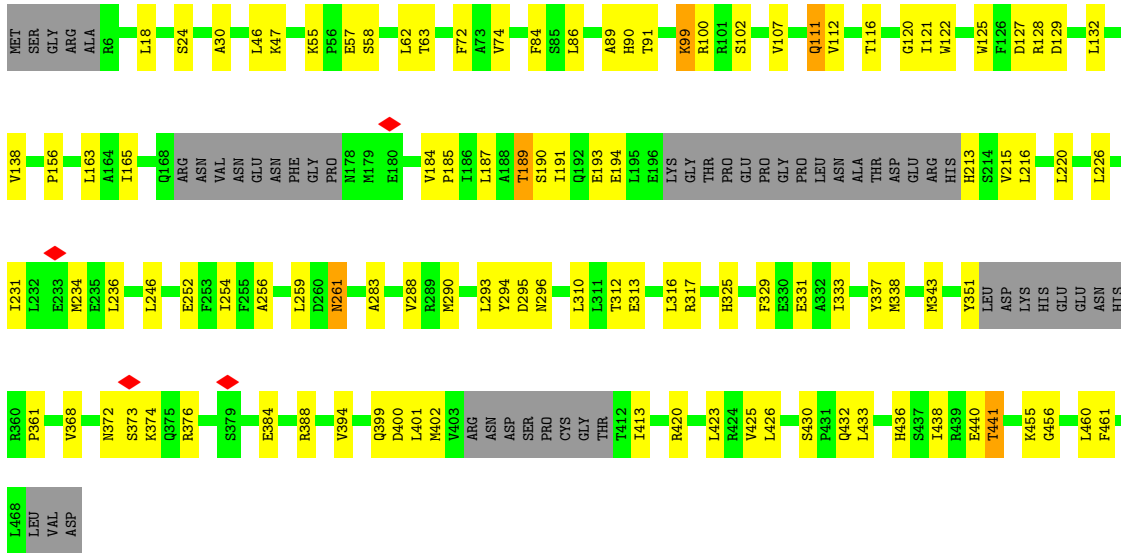 MET SER GLY ARG ALA R6 L18 S24 A30 L46 K47 K55 P56 E57 S58 L62 T63 F72 A73 V74 F84 S85 L86 A89 H90 T91 K99 R100 R101 S102 V107 Q111 V112 T116 G120 I121 W122 W125 F126 D127 R128 D129 L132
V138 P156 L163 A164 I165 Q168 ARG ASN VAL ASN GLU ASN PHE GLY PRO N178 M179 E180 V184 P185 I186 L187 A188 T189 S190 I191 Q192 E193 E194 L195 E196 LYS GLY THR PRO GLU PRO GLY PRO LEU ASN ALA THR ASP GLU ARG HIS H213 S214 V215 L216 L220 L226
I231 L232 E233 M234 E235 L236 L246 E252 F253 I254 F255 A256 L259 D260 N261 A283 V288 R289 M290 L293 Y294 D295 N296 L310 L311 T312 E313 L316 R317 H325 F329 E330 E331 A332 I333 Y337 M338 M343 Y351 LEU ASP LYS HIS GLU GLU ASN HIS
R360 P361 V368 N372 S373 K374 Q375 R376 S379 E384 R388 V394 Q399 D400 L401 M402 V403 ARG ASN ASP SER PRO CYS GLY THR T412 I413 R420 L423 R424 V425 L426 S430 P431 Q432 L433 H436 S437 I438 R439 E440 T441 K455 G456 L460 F461
L468 LEU VAL ASP